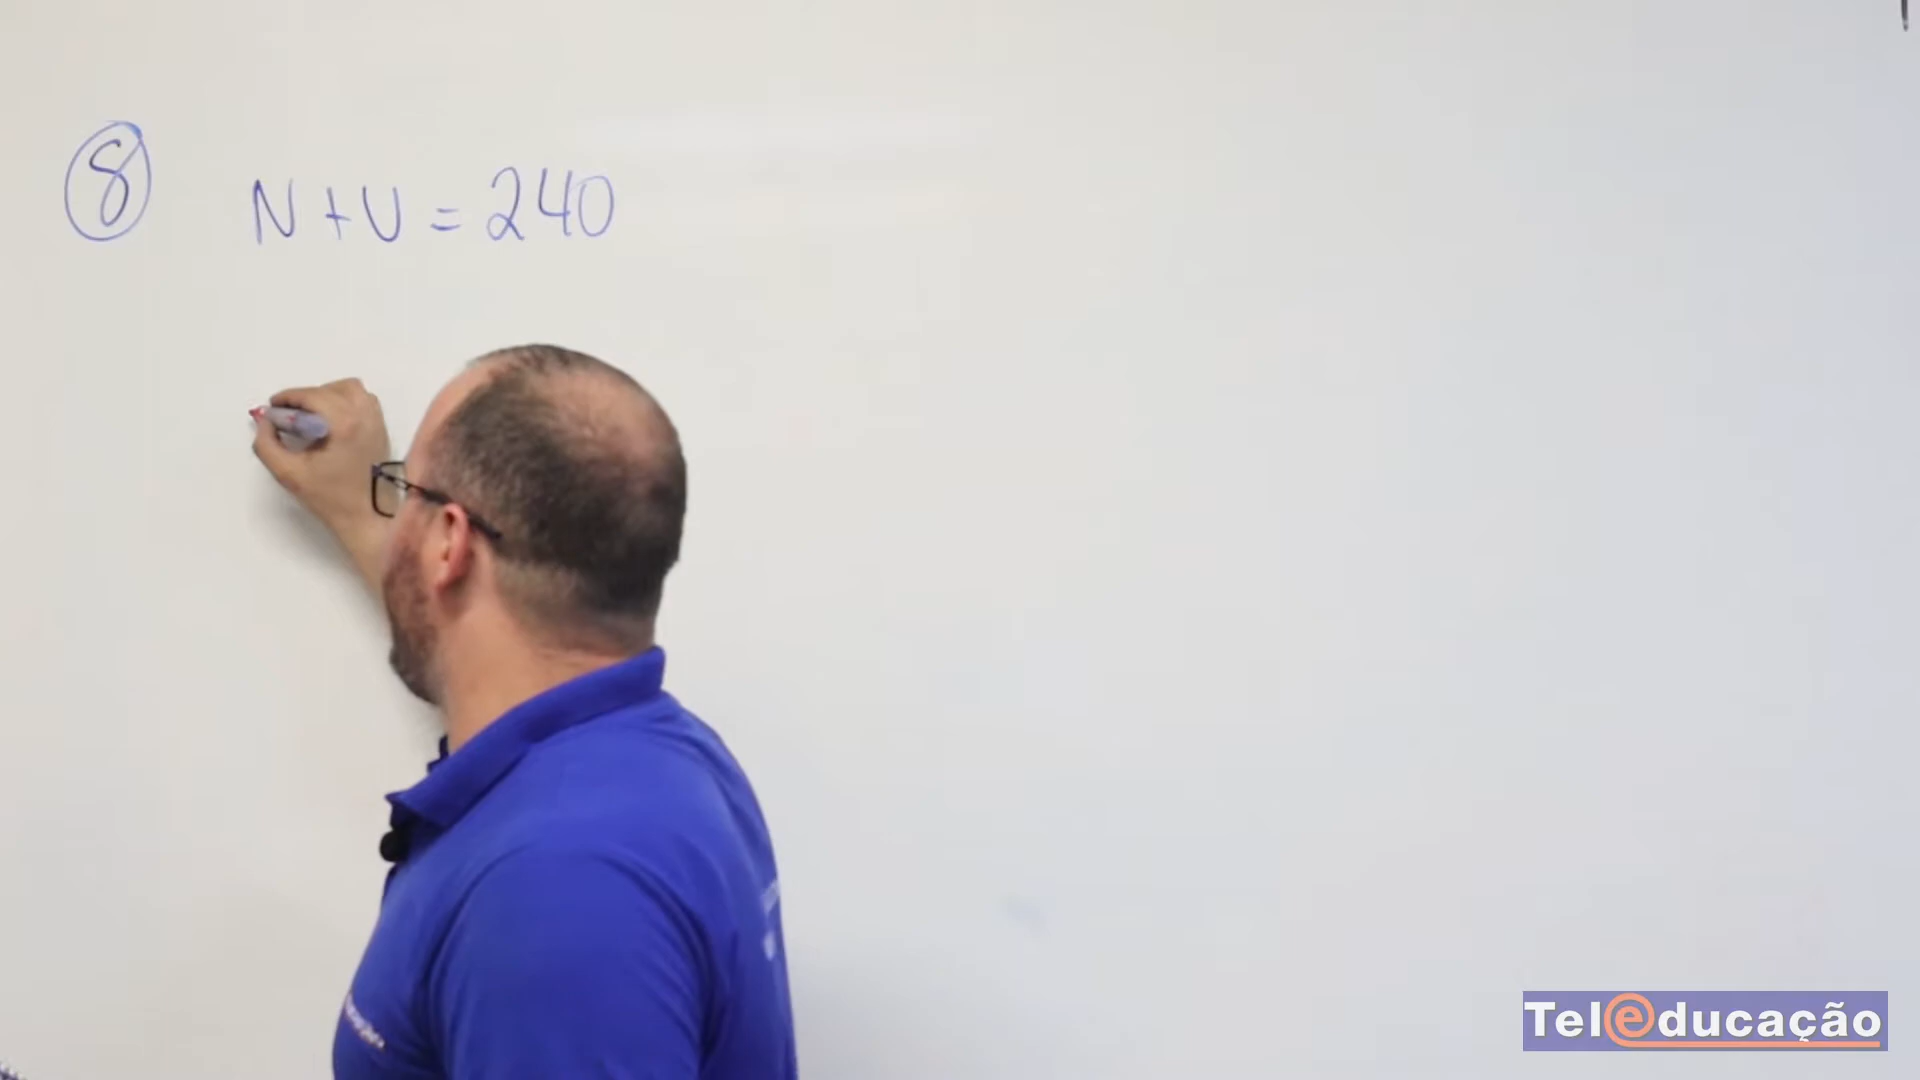 ⑧ N + U = 240
Teleducação